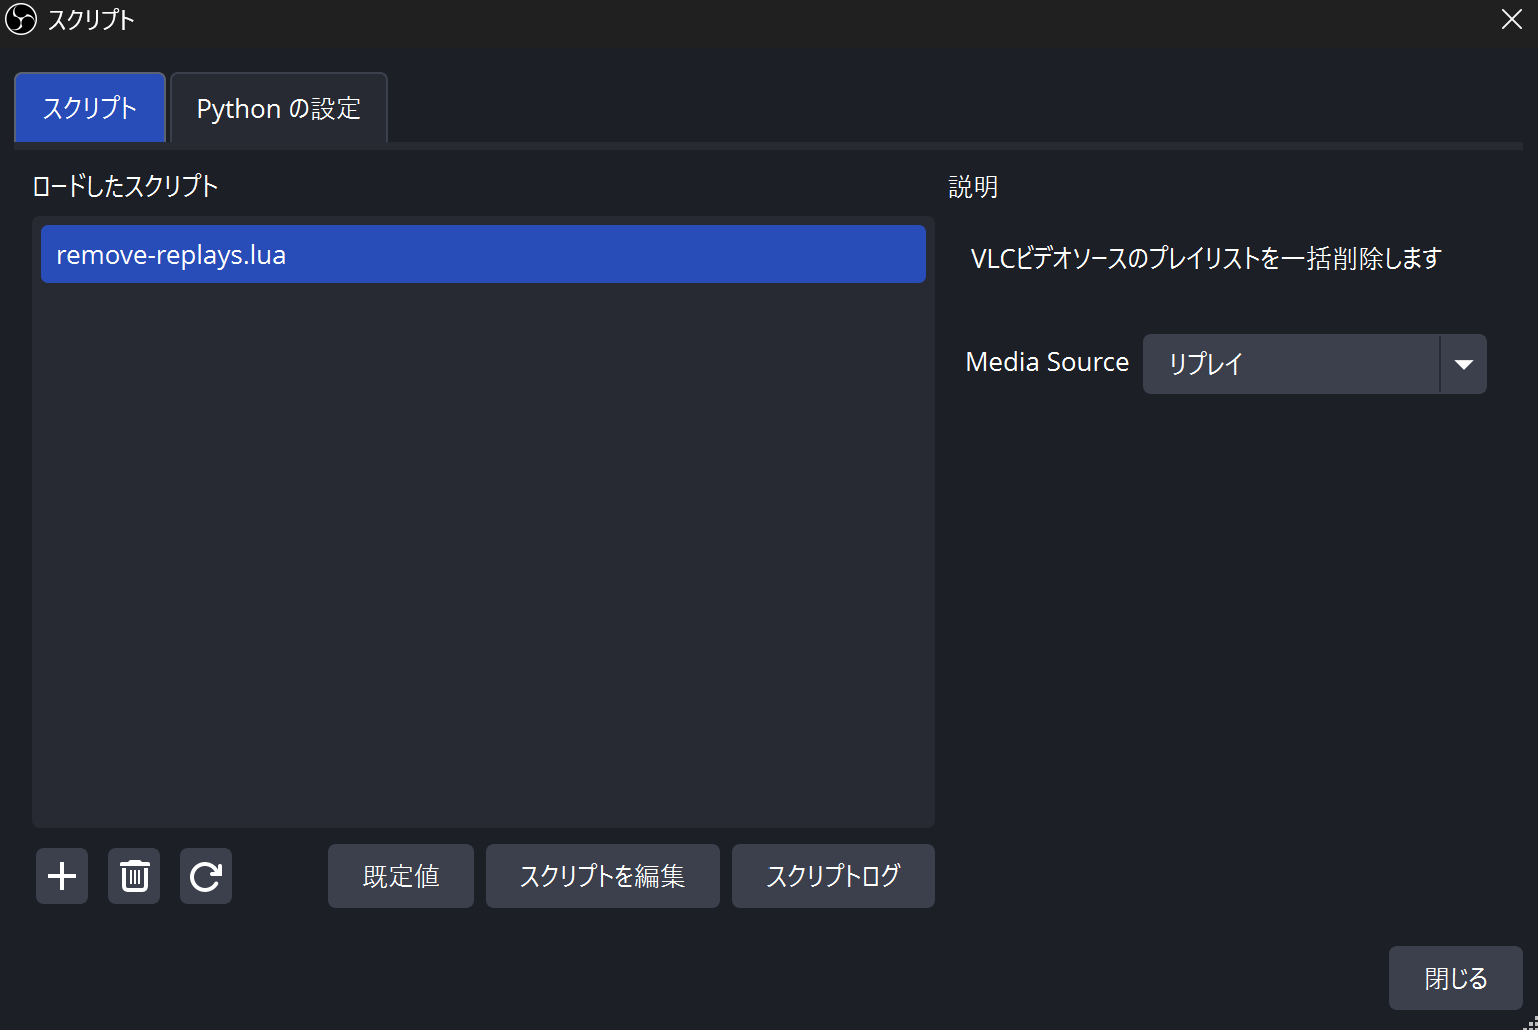 スクリプト
スクリプト
Python の設定
ロードしたスクリプト
remove-replays.lua
説明
VLCビデオソースのプレイリストを一括削除します
Media Source
リプレイ
既定値
スクリプトを編集
スクリプトログ
閉じる